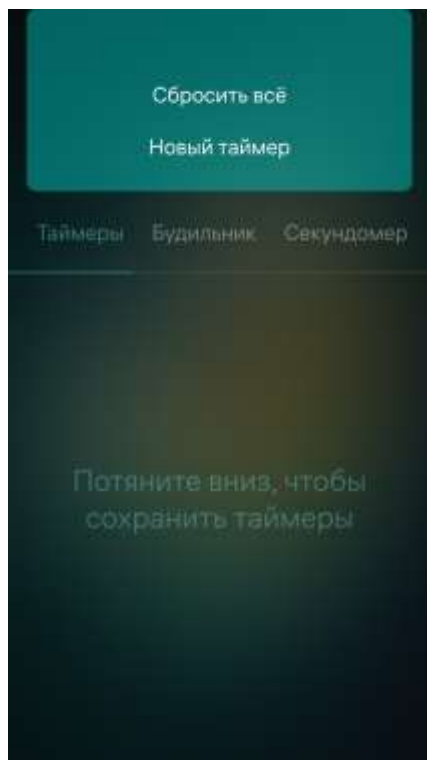 Сбросить всё
Новый таймер
Таймеры Будильник Секундомер
Потяните вниз, чтобы
сохранить таймеры